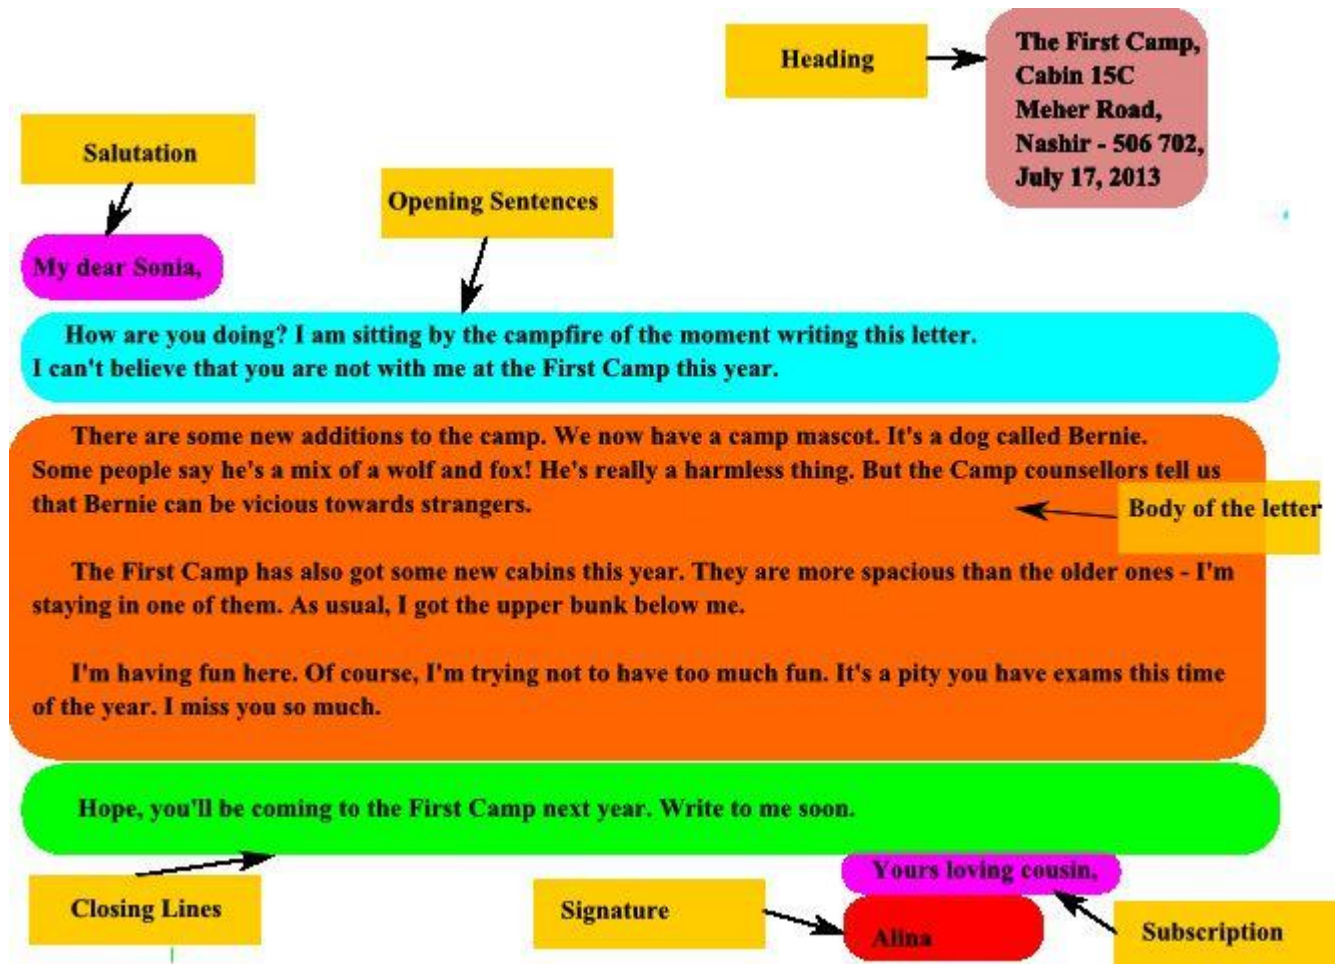 Heading
The First Camp,
Cabin 15C
Meher Road,
Nashir - 506 702,
July 17, 2013
Salutation
Opening Sentences
My dear Sonia,
How are you doing? I am sitting by the campfire of the moment writing this letter.
I can't believe that you are not with me at the First Camp this year.
There are some new additions to the camp. We now have a camp mascot. It's a dog called Bernie.
Some people say he's a mix of a wolf and fox! He's really a harmless thing. But the Camp counsellors tell us
that Bernie can be vicious towards strangers.
Body of the letter
The First Camp has also got some new cabins this year. They are more spacious than the older ones - I'm
staying in one of them. As usual, I got the upper bunk below me.
I'm having fun here. Of course, I'm trying not to have too much fun. It's a pity you have exams this time
of the year. I miss you so much.
Hope, you'll be coming to the First Camp next year. Write to me soon.
Yours loving cousin,
Closing Lines
Signature
Alina
Subscription